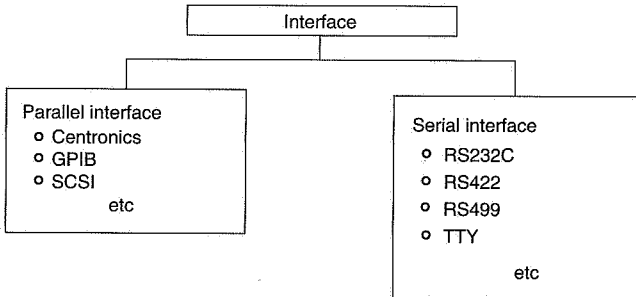 Interface
Parallel interface
Centronics
GPIB
SCSI
etc
Serial interface
RS232C
RS422
RS499
TTY
etc